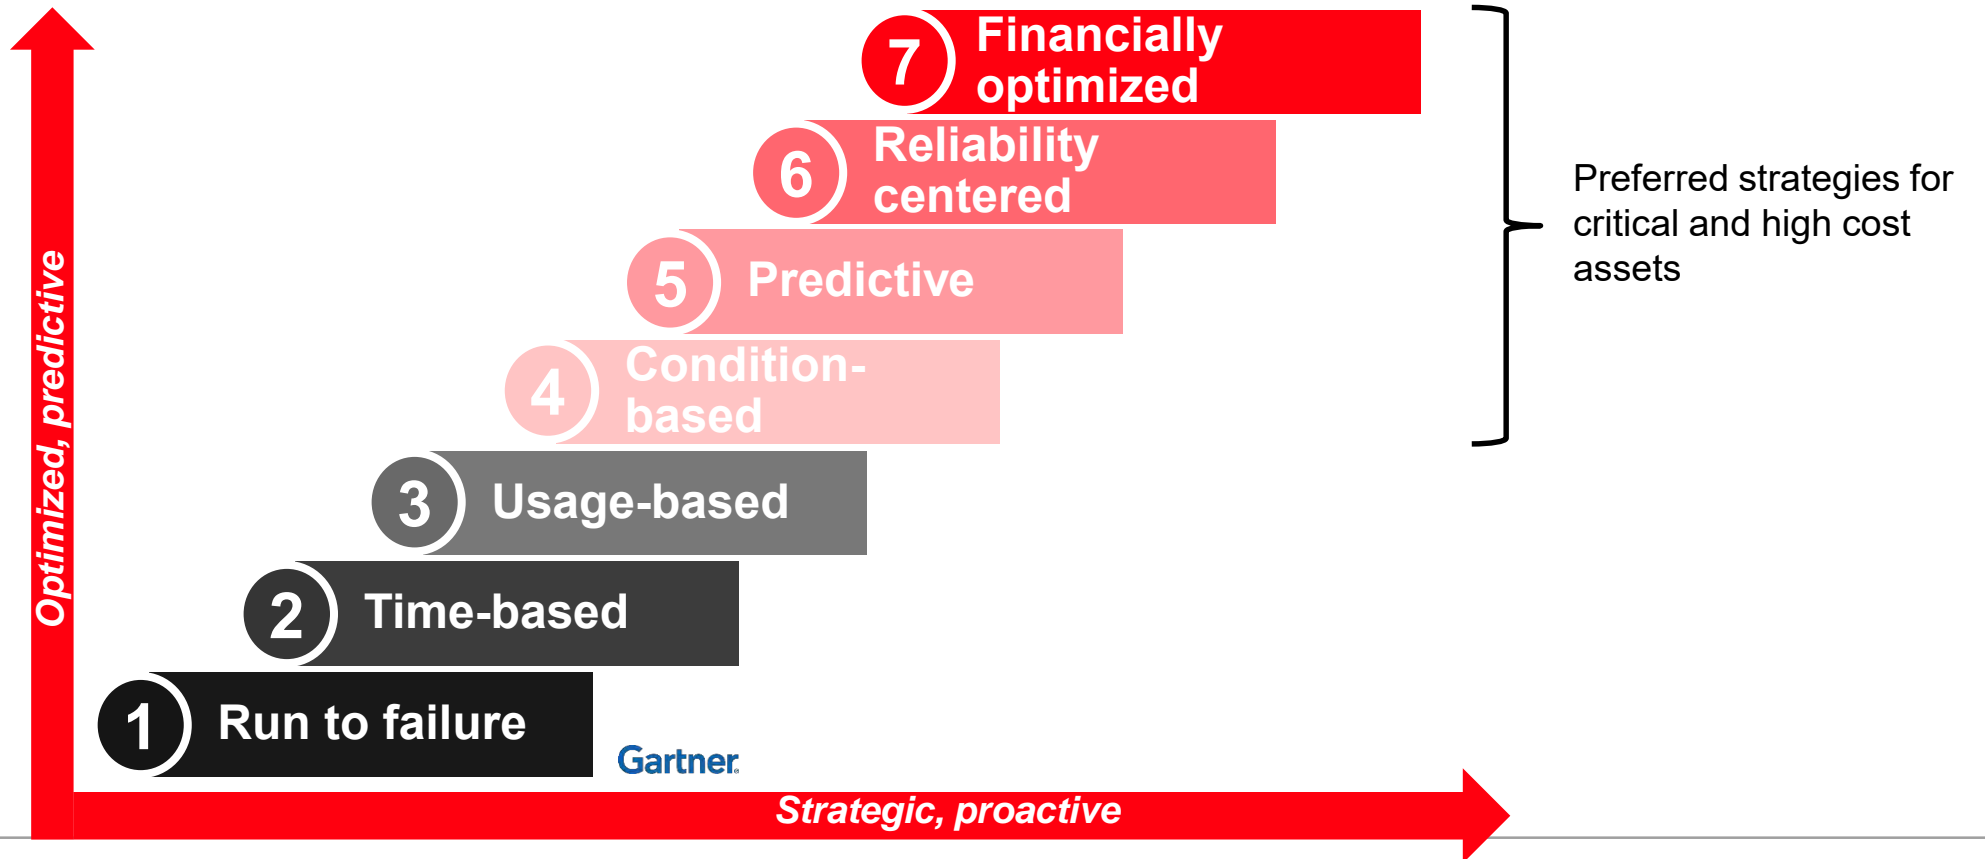 7
Financially
optimized
6
Reliability
centered
5
Predictive
4
Condition-
based
3
Usage-based
2
Time-based
1
Run to failure
Gartner
Preferred strategies for
critical and high cost
assets
Optimized, predictive
Strategic, proactive